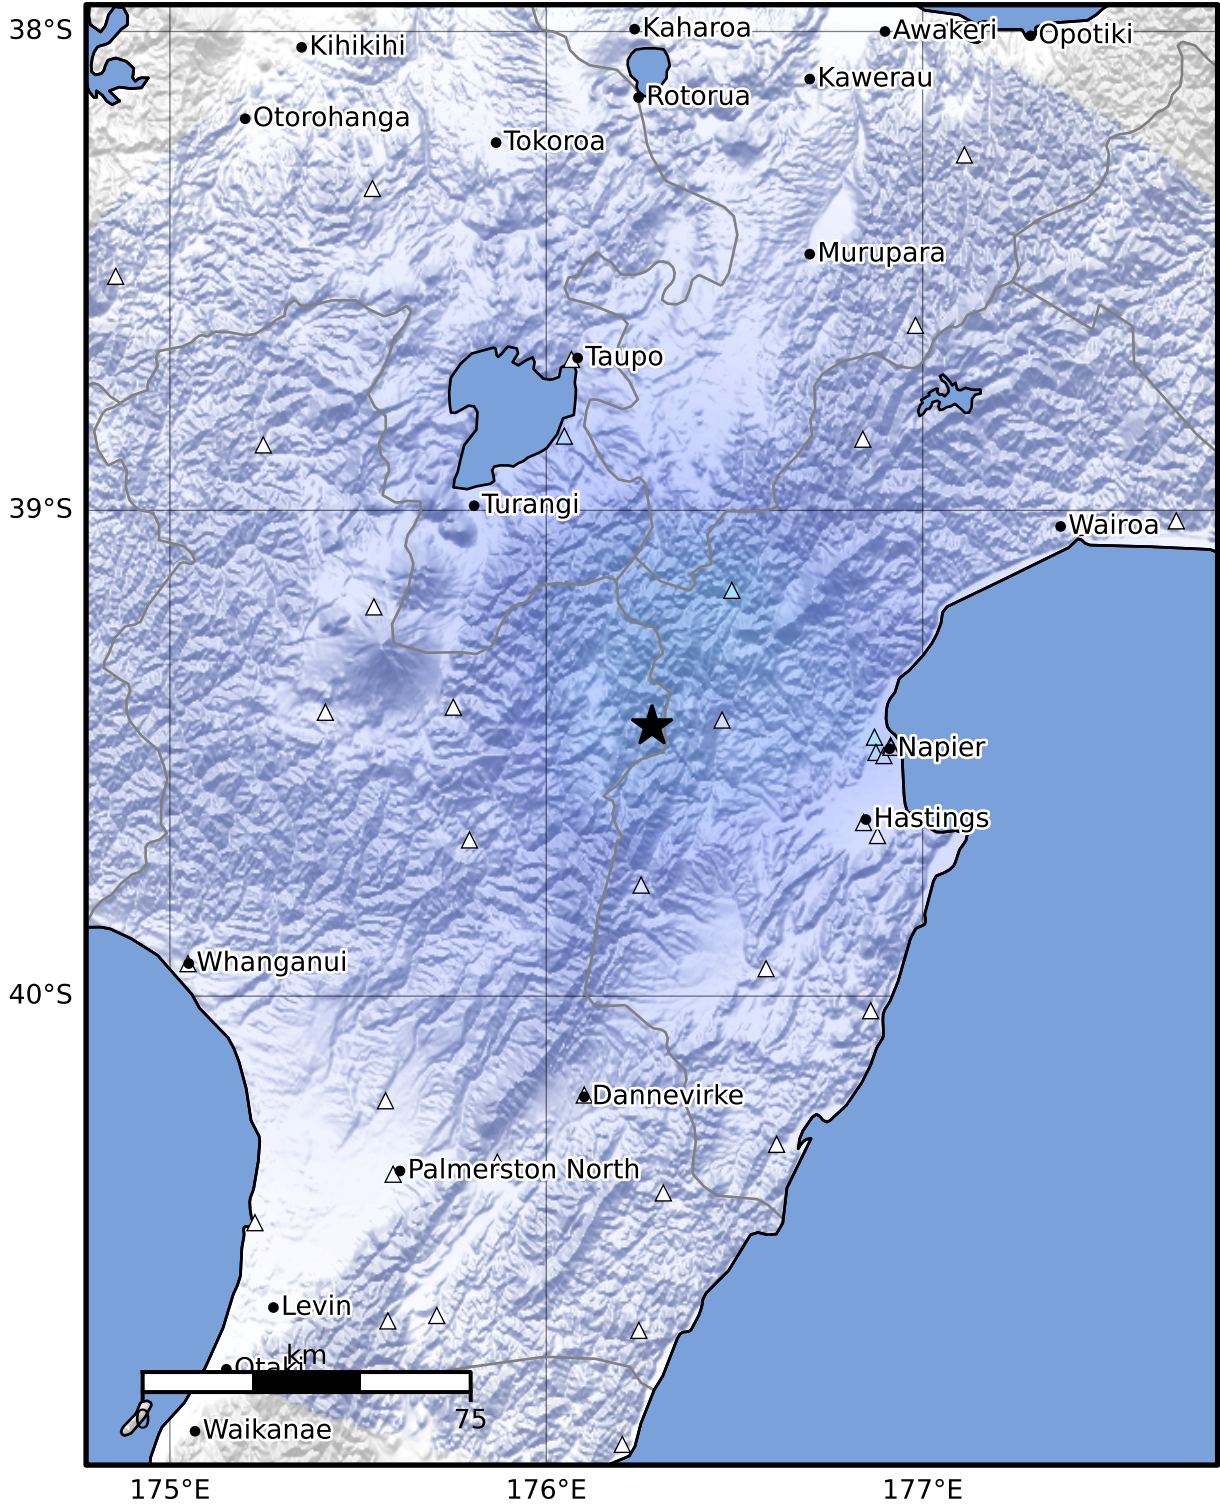 38°S
Kaharoa
Awakeri
Opotiki
Kihikihi
Kawerau
Rotorua
Otorohanga
Tokoroa
Murupara
Taupo
39°S
Turangi
Wairoa
Napier
Hastings
Whanganui
40°S
Dannevirke
Palmerston North
Levin
Otaki
km
0
75
Waikanae
175°E
176°E
177°E